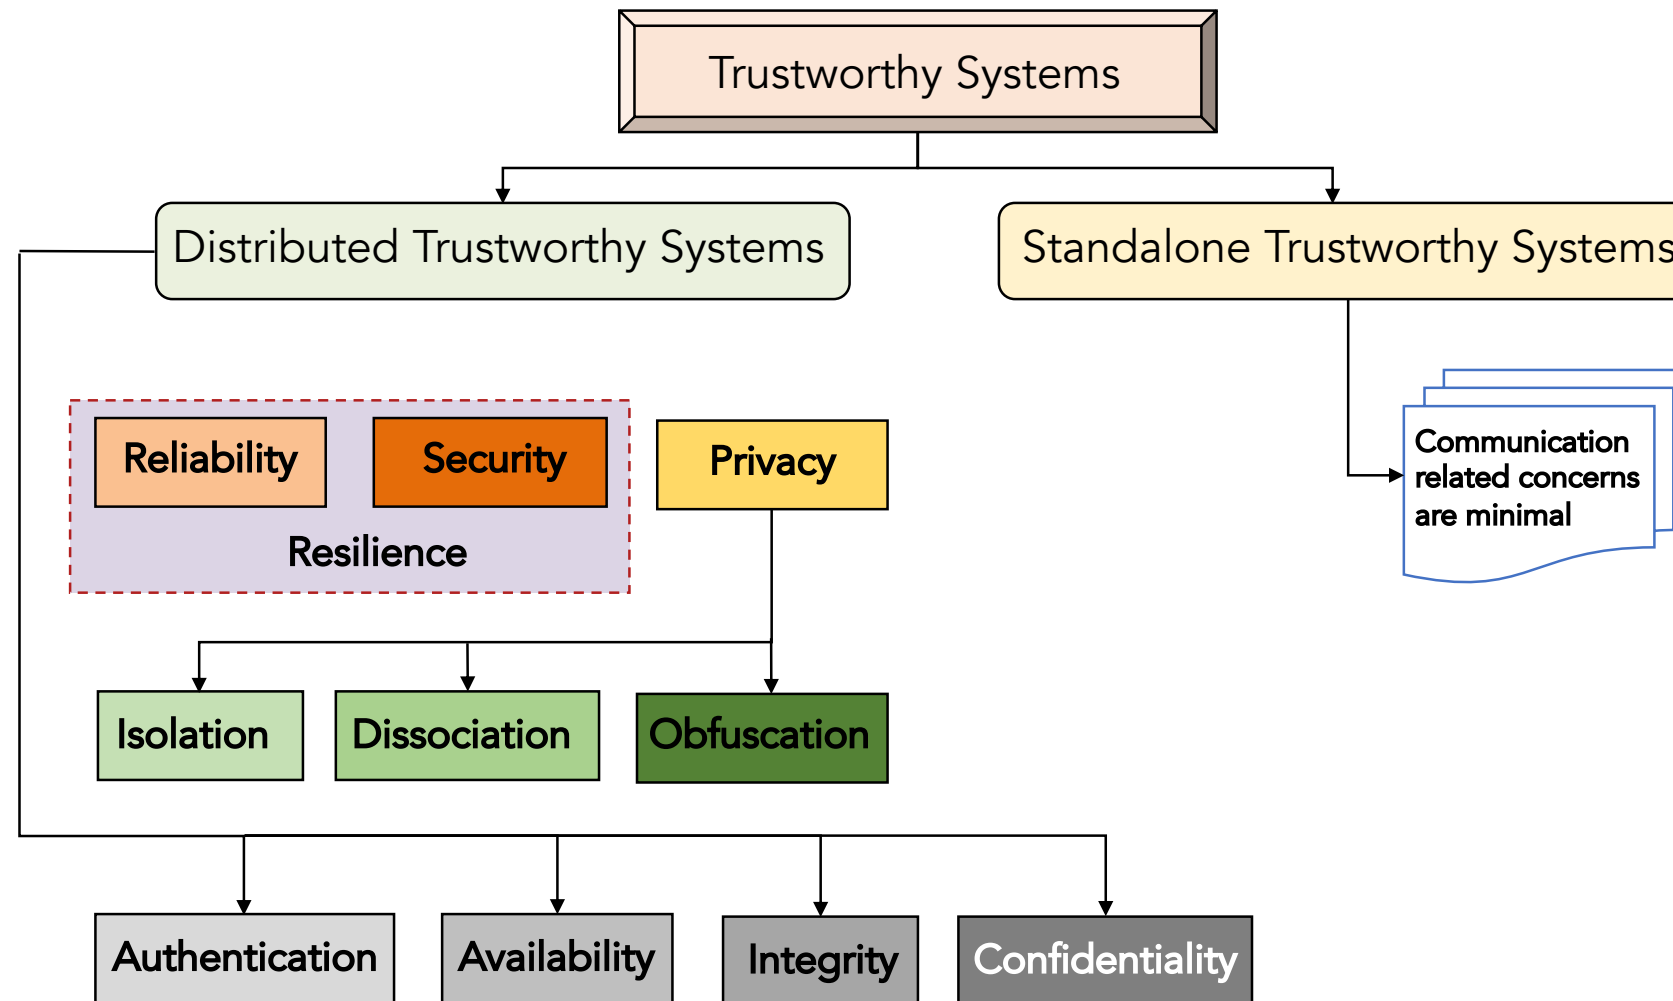 Trustworthy Systems
Distributed Trustworthy Systems
Standalone Trustworthy Systems
Reliability
Security
Privacy
Resilience
Communication
related concerns
are minimal
Isolation
Dissociation
Obfuscation
Authentication
Availability
Integrity
Confidentiality